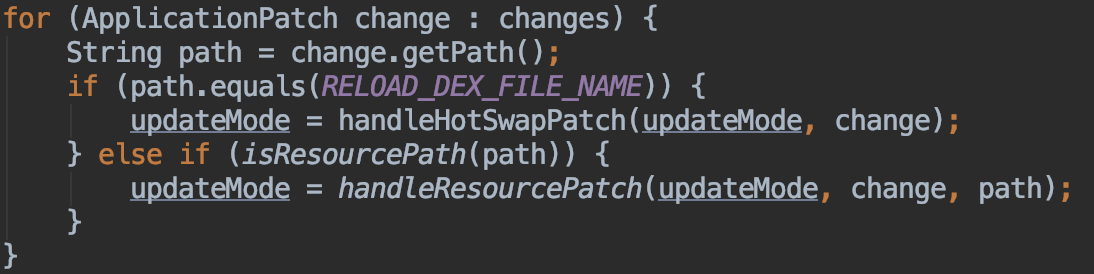 for (ApplicationPatch change : changes) {
    String path = change.getPath();
    if (path.equals(RELOAD_DEX_FILE_NAME)) {
        updateMode = handleHotSwapPatch(updateMode, change);
    } else if (isResourcePath(path)) {
        updateMode = handleResourcePatch(updateMode, change, path);
    }
}